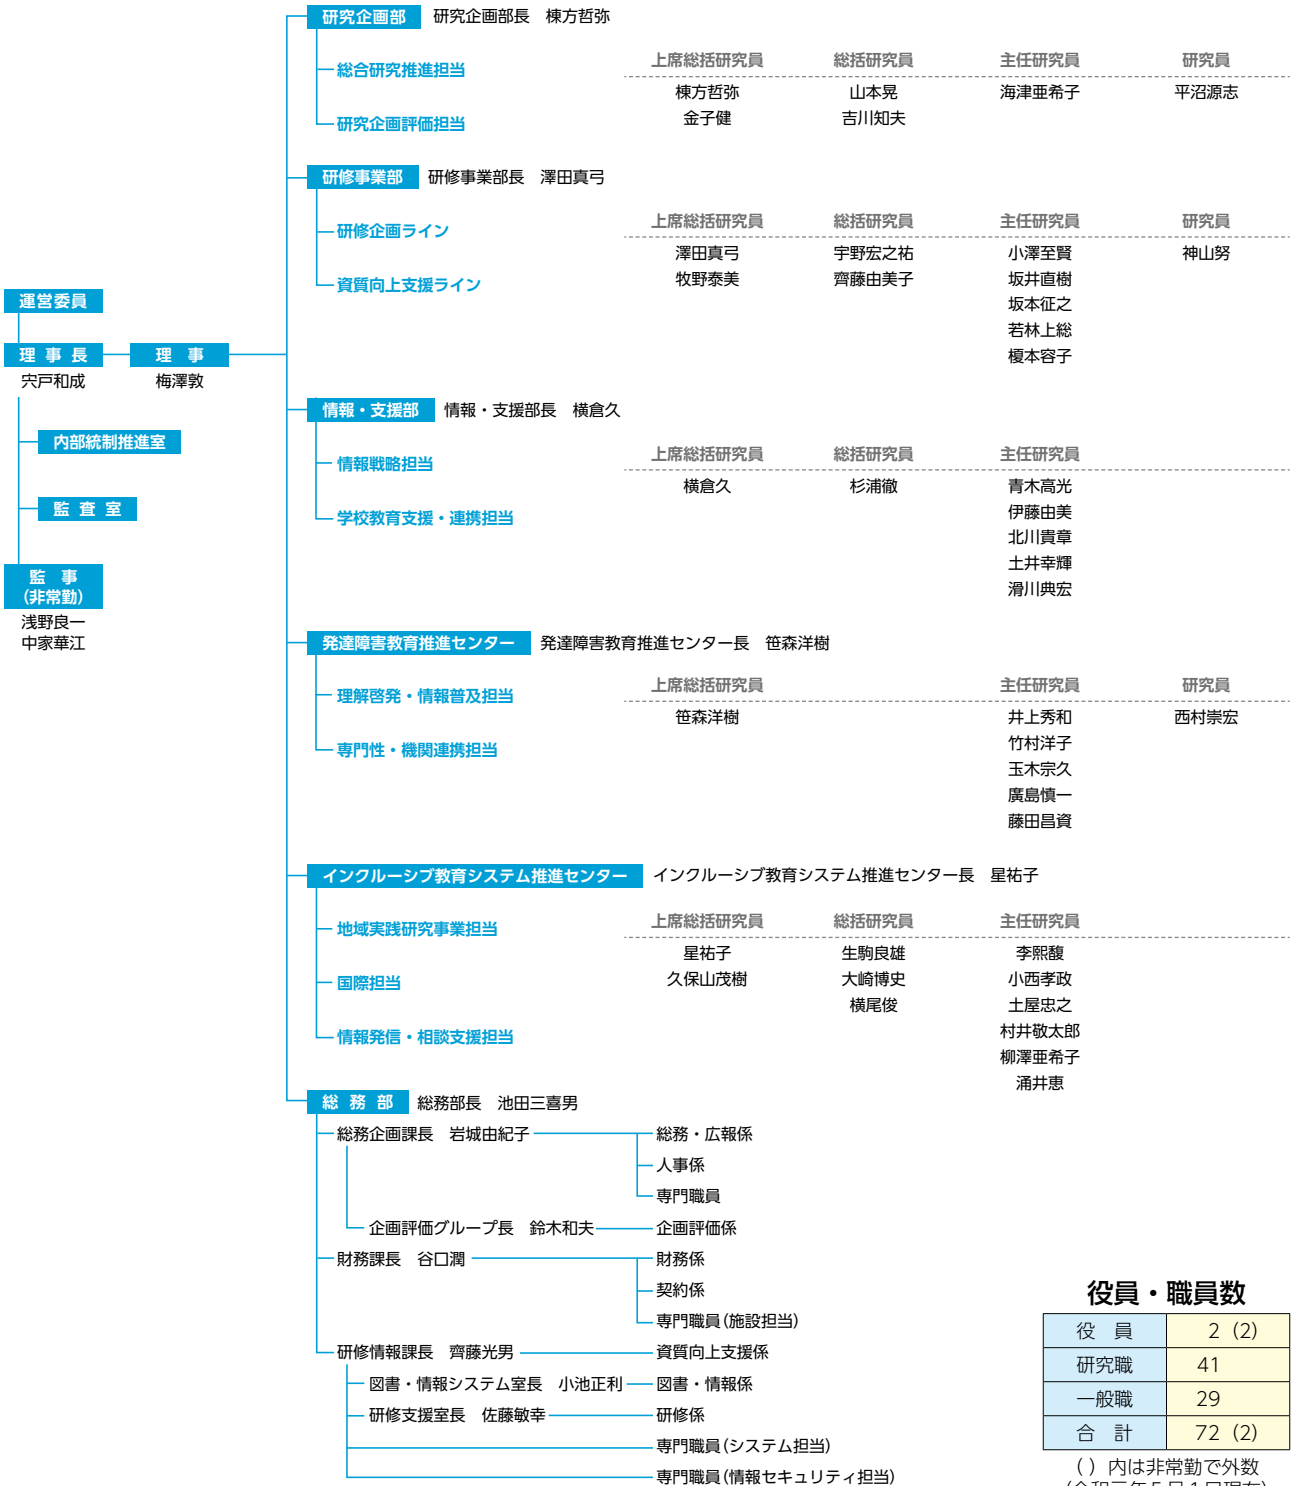 研究企画部 研究企画部長 棟方哲弥
総合研究推進担当
研究企画評価担当
上席総括研究員 総括研究員 主任研究員 研究員
棟方哲弥 山本晃 海津亜希子 平沼源志
金子健 吉川知夫
研修事業部 研修事業部長 澤田真弓
研修企画ライン
資質向上支援ライン
上席総括研究員 総括研究員 主任研究員 研究員
澤田真弓 宇野宏之祐 小澤至賢 神山努
牧野泰美 齊藤由美子 坂井直樹
坂本征之
若林上総
榎本容子
運営委員
理事長 理事
宍戸和成 梅澤敦
内部統制推進室
監査室
監事
(非常勤)
浅野良一
中家華江
情報・支援部 情報・支援部長 横倉久
情報戦略担当
学校教育支援・連携担当
上席総括研究員 総括研究員 主任研究員
横倉久 杉浦徹 青木高光
伊藤由美
北川貴章
土井幸輝
滑川典宏
発達障害教育推進センター 発達障害教育推進センター長 笹森洋樹
理解啓発・情報普及担当
専門性・機関連携担当
上席総括研究員 主任研究員 研究員
笹森洋樹 井上秀和 西村崇宏
竹村洋子
玉木宗久
廣島慎一
藤田昌資
インクルーシブ教育システム推進センター インクルーシブ教育システム推進センター長 星祐子
地域実践研究事業担当
国際担当
情報発信・相談支援担当
上席総括研究員 総括研究員 主任研究員
星祐子 生駒良雄 李熙馥
久保山茂樹 大崎博史 小西孝政
横尾俊 土屋忠之
村井敬太郎
柳澤亜希子
涌井恵
総務部 総務部長 池田三喜男
総務企画課長 岩城由紀子 総務・広報係
人事係
専門職員
企画評価グループ長 鈴木和夫 企画評価係
財務課長 谷口潤 財務係
契約係
専門職員(施設担当)
研修情報課長 齊藤光男 資質向上支援係
図書・情報システム室長 小池正利 図書・情報係
研修支援室長 佐藤敏幸 研修係
専門職員(システム担当)
専門職員(情報セキュリティ担当)
役員・職員数
役員 2 (2)
研究職 41
一般職 29
合計 72 (2)
( ) 内は非常勤で外数
(令和元年5月1日現在)